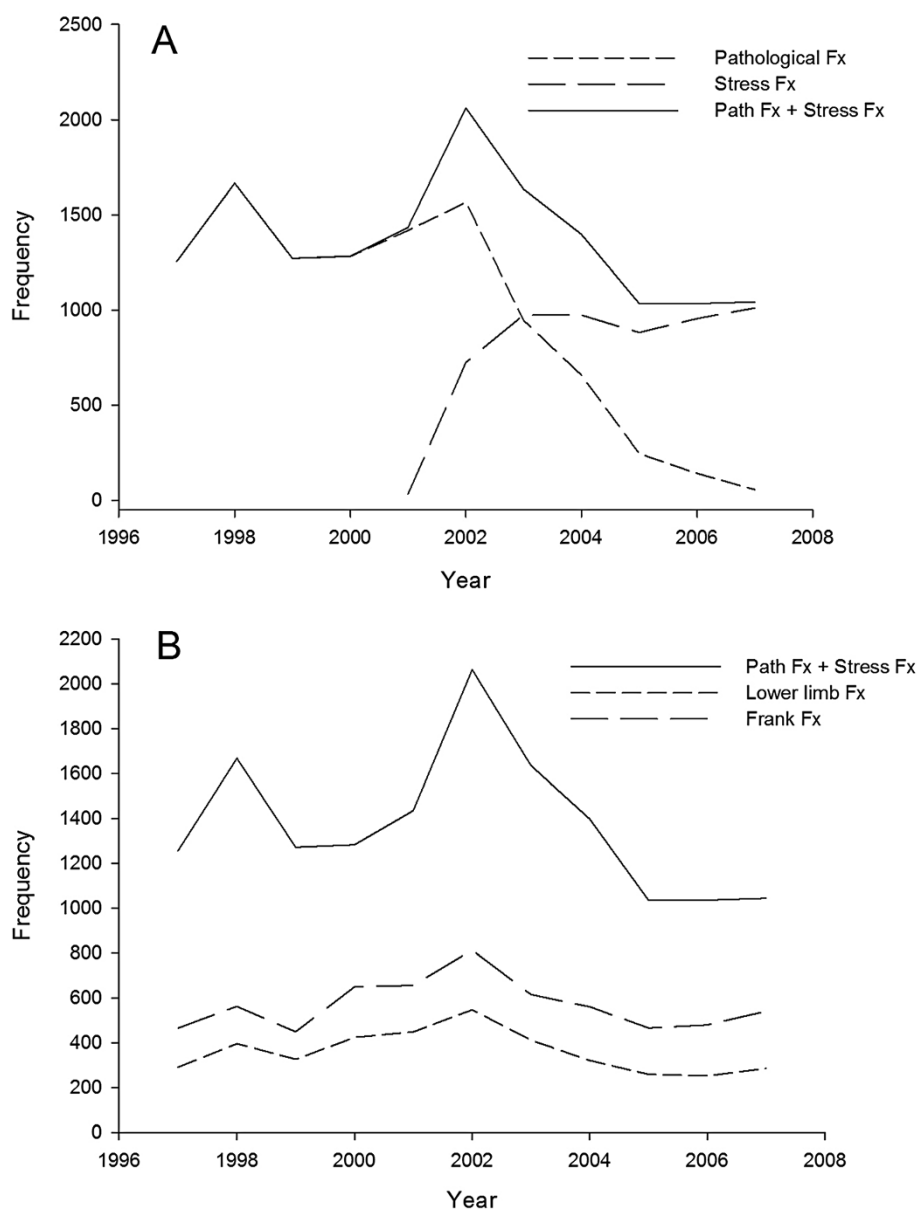 A
2500
2000
1500
1000
500
0
Frequency
Pathological Fx
Stress Fx
Path Fx + Stress Fx
1996 1998 2000 2002 2004 2006 2008
Year
B
2200
2000
1800
1600
1400
1200
1000
800
600
400
200
0
Frequency
Path Fx + Stress Fx
Lower limb Fx
Frank Fx
1996 1998 2000 2002 2004 2006 2008
Year